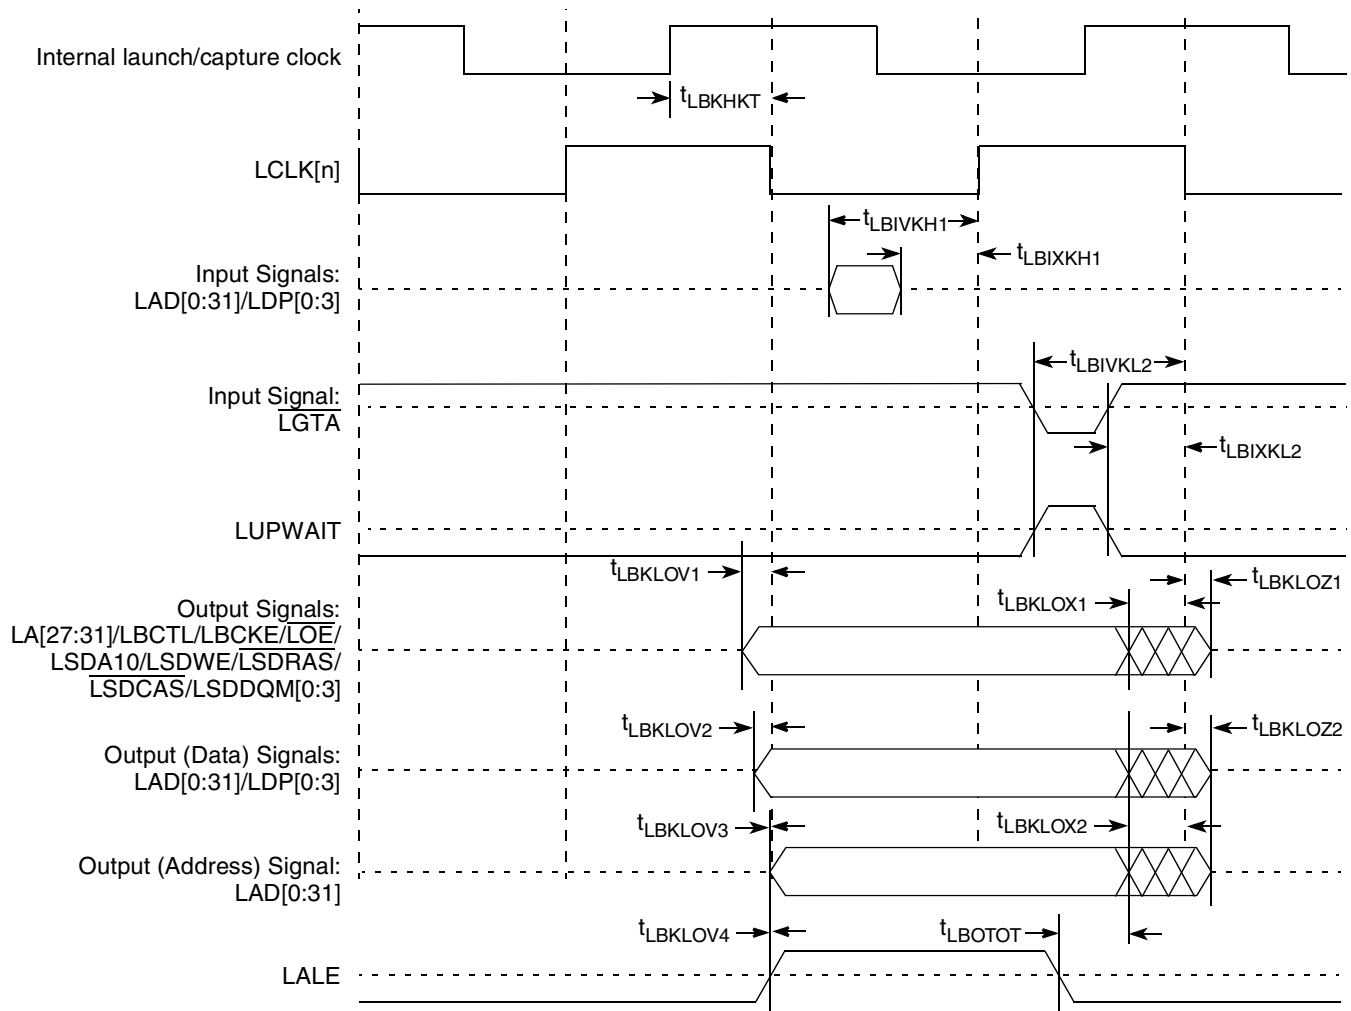 Internal launch/capture clock
tLBKHKT
LCLK[n]
tLBIVKH1
tLBIXKH1
Input Signals:
LAD[0:31]/LDP[0:3]
tLBIVKL2
Input Signal:
LGTA
tLBIXKL2
LUPWAIT
tLBKLOV1
tLBKLOZ1
tLBKLOX1
Output Signals:
LA[27:31]/LBCTL/LBCKE/LOE/
LSDA10/LSDWE/LSDRAS/
LSDCAS/LSDDQM[0:3]
tLBKLOV2
tLBKLOZ2
Output (Data) Signals:
LAD[0:31]/LDP[0:3]
tLBKLOV3
tLBKLOX2
Output (Address) Signal:
LAD[0:31]
tLBKLOV4
tLBOTOT
LALE